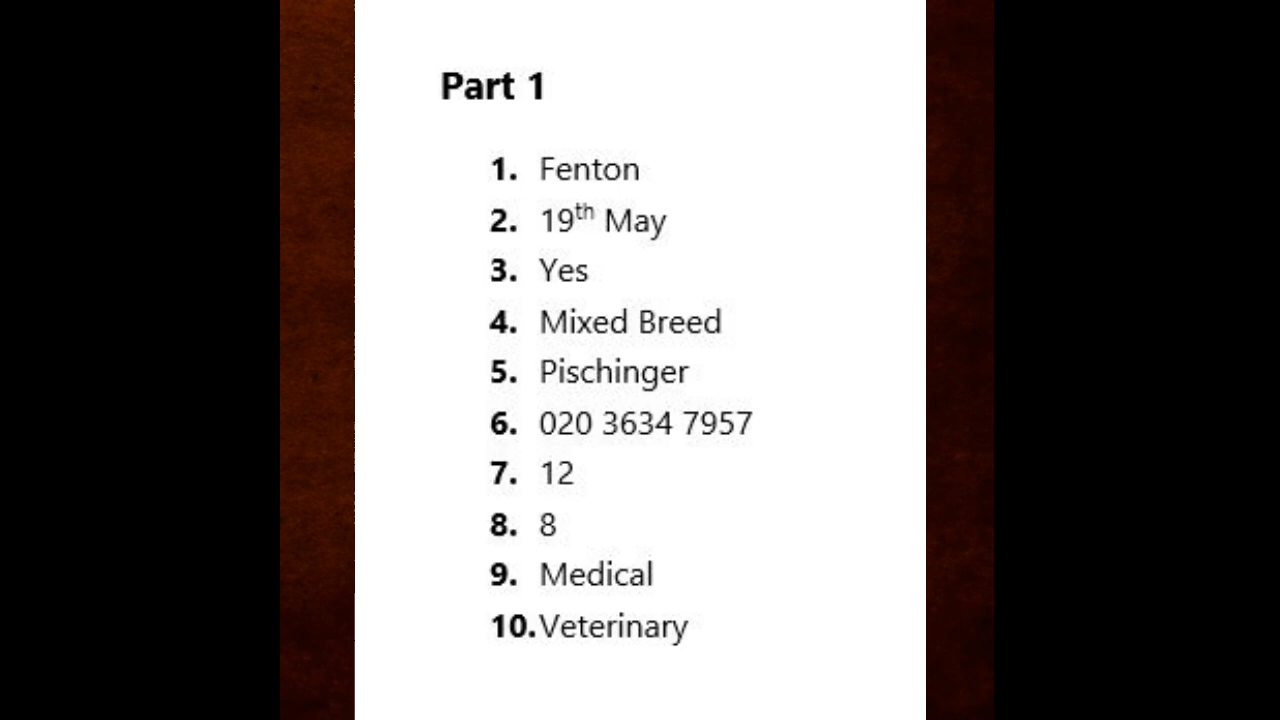 Part 1
1. Fenton
2. 19th May
3. Yes
4. Mixed Breed
5. Pischinger
6. 020 3634 7957
7. 12
8. 8
9. Medical
10. Veterinary